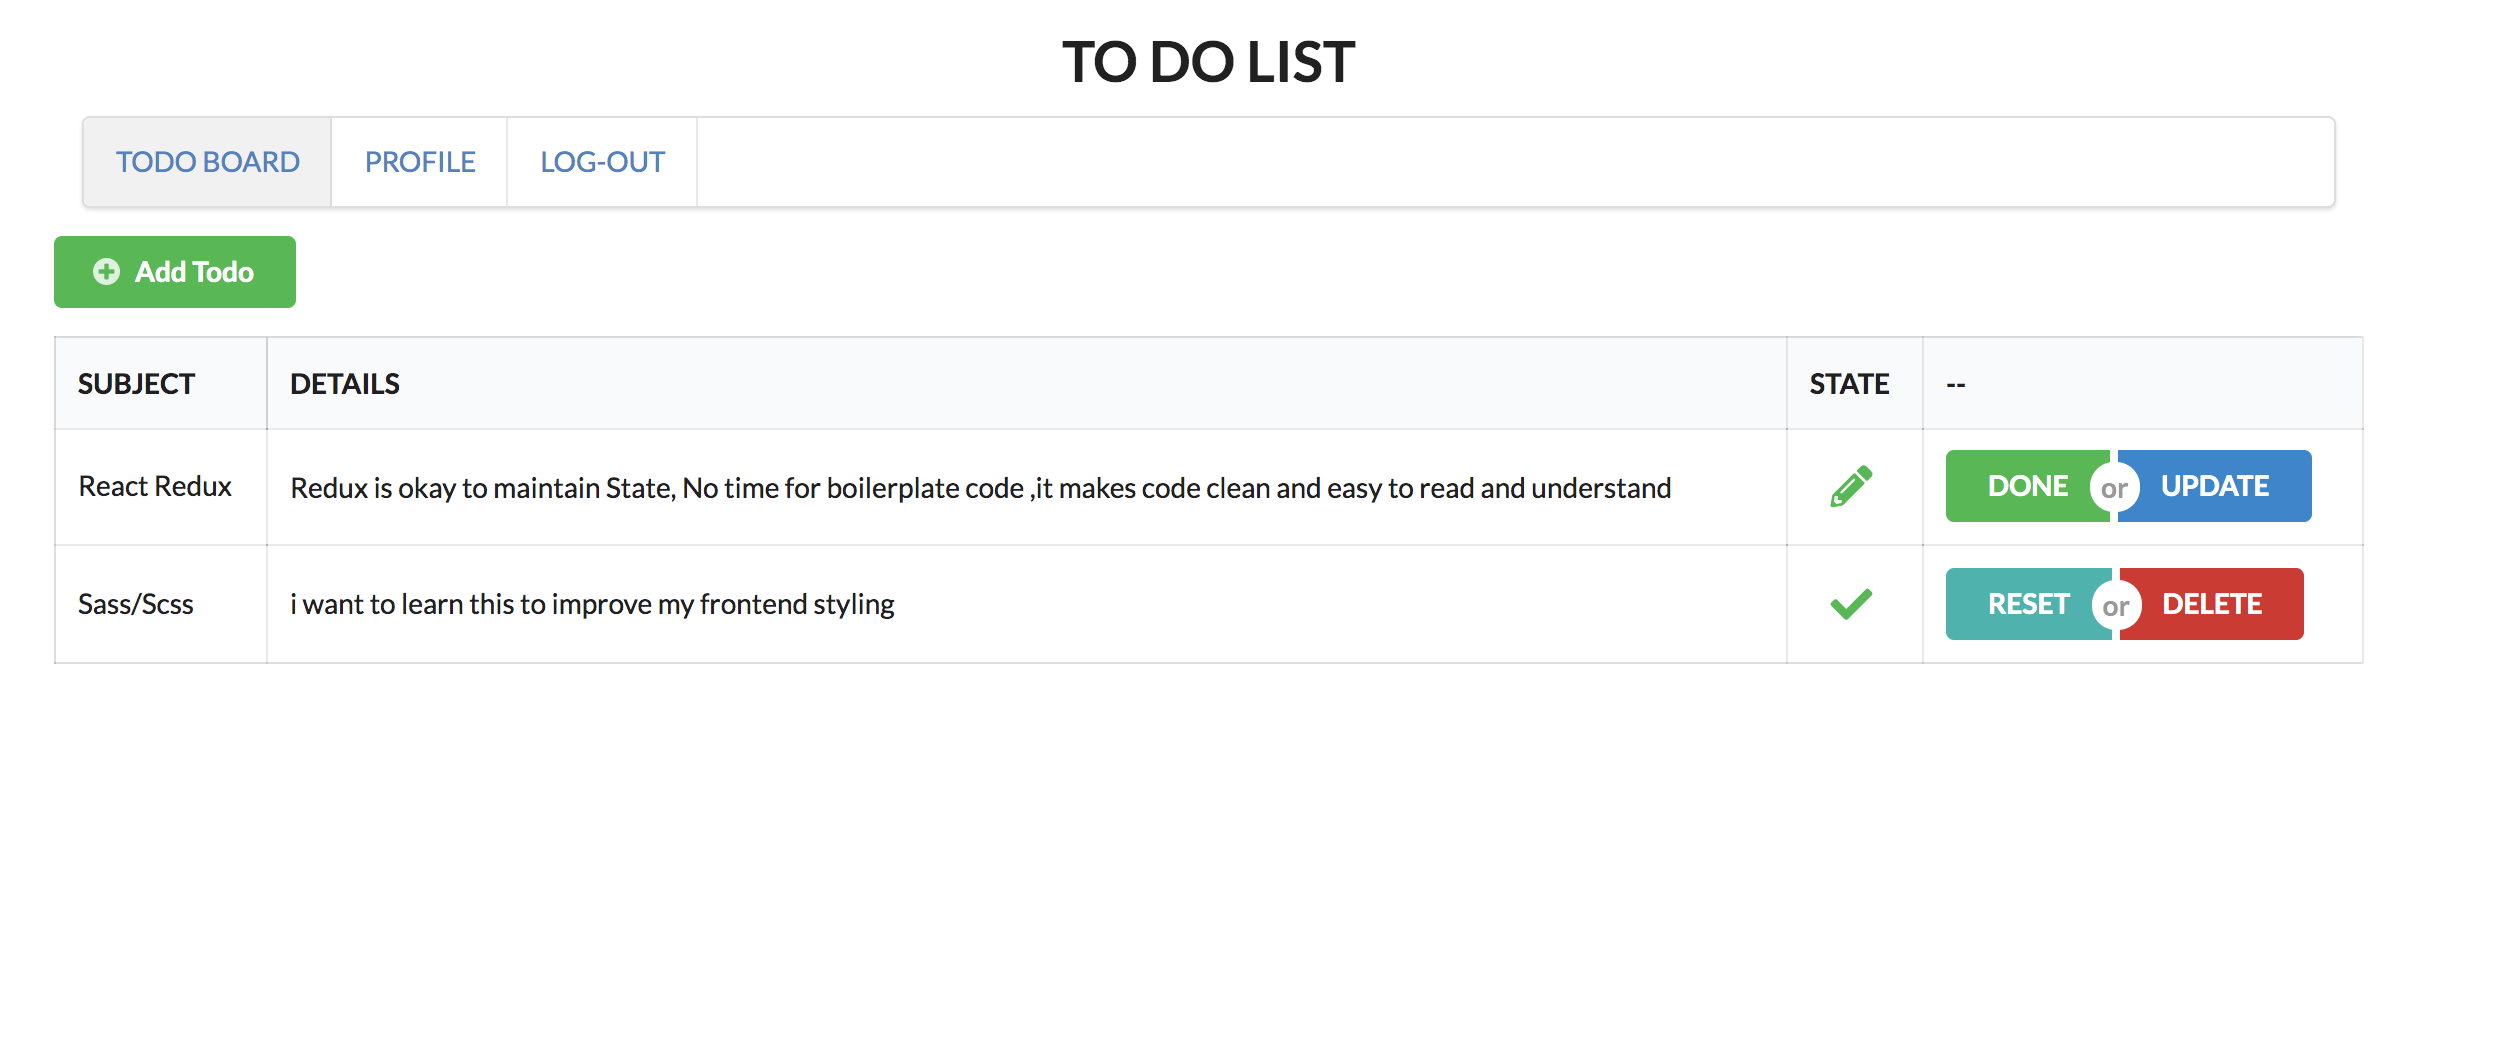 TO DO LIST
TODO BOARD PROFILE LOG-OUT
Add Todo
SUBJECT DETAILS STATE --
React Redux Redux is okay to maintain State, No time for boilerplate code ,it makes code clean and easy to read and understand DONE or UPDATE
Sass/Scss i want to learn this to improve my frontend styling RESET or DELETE